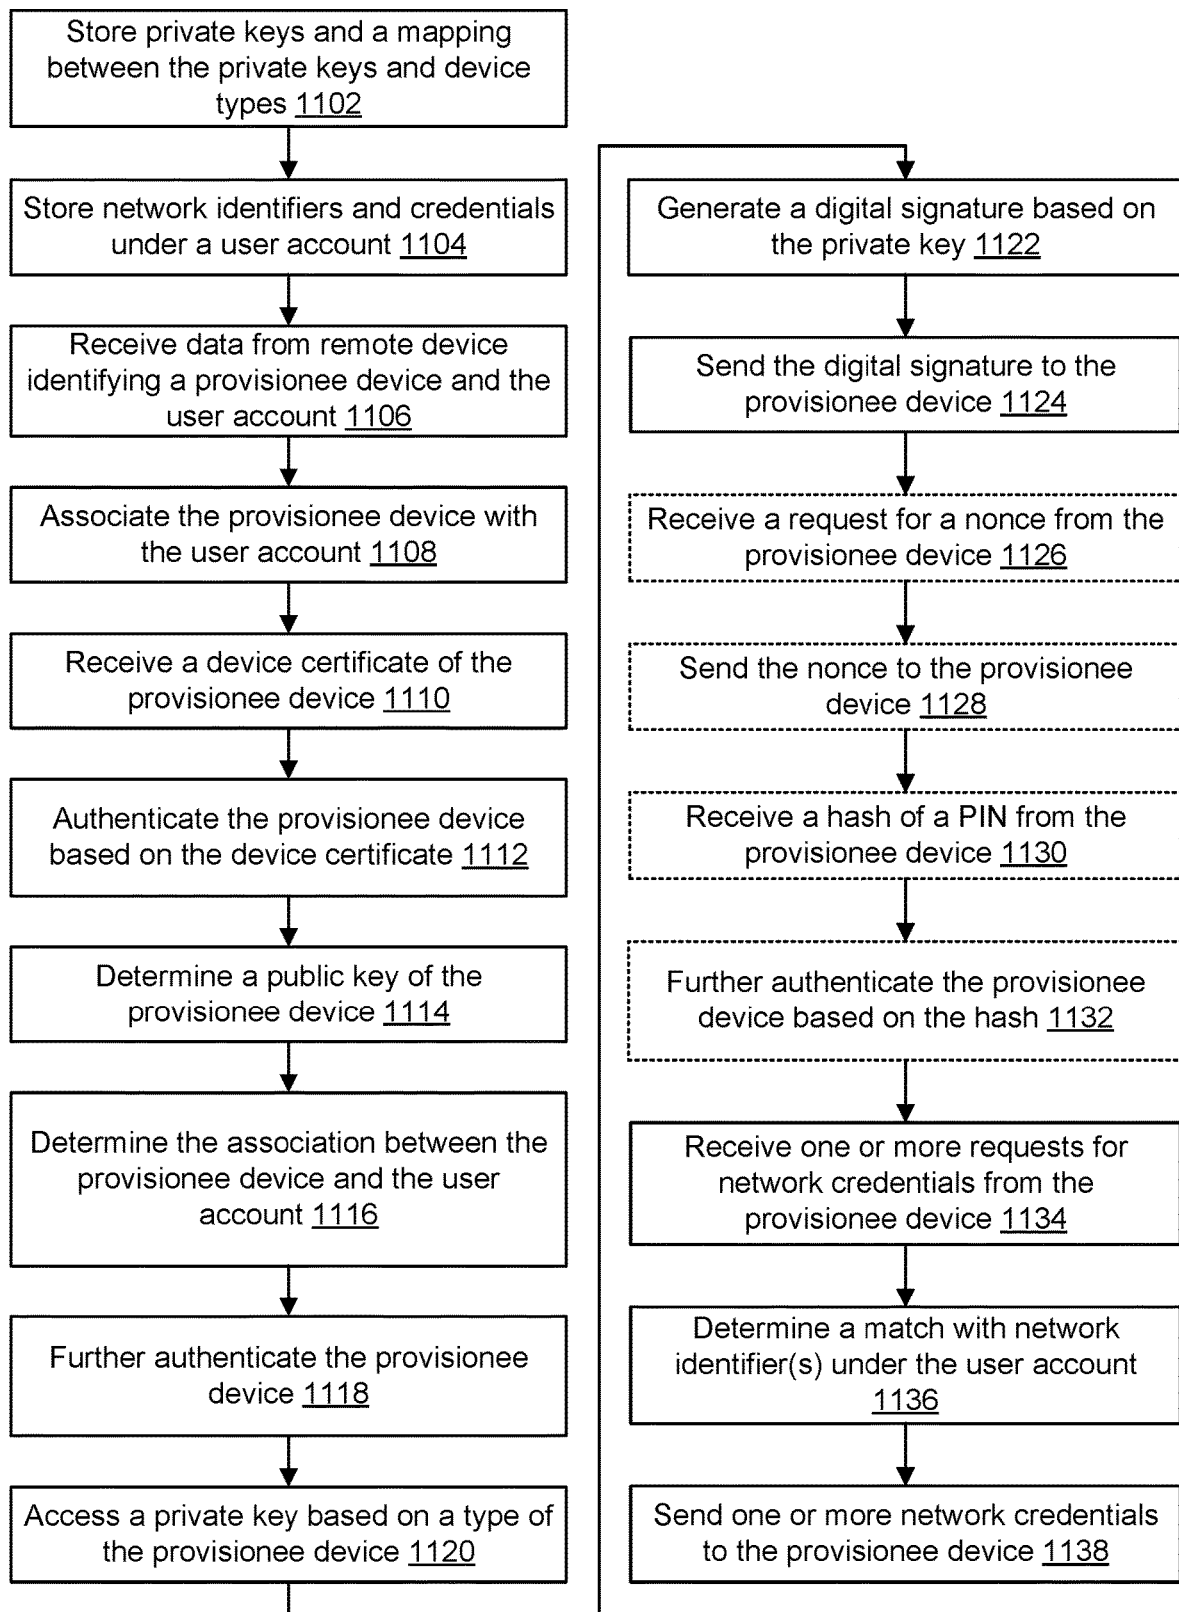 Store private keys and a mapping
between the private keys and device
types 1102
Store network identifiers and credentials
under a user account 1104
Receive data from remote device
identifying a provisionee device and the
user account 1106
Associate the provisionee device with
the user account 1108
Receive a device certificate of the
provisionee device 1110
Authenticate the provisionee device
based on the device certificate 1112
Determine a public key of the
provisionee device 1114
Determine the association between the
provisionee device and the user
account 1116
Further authenticate the provisionee
device 1118
Access a private key based on a type of
the provisionee device 1120
Generate a digital signature based on
the private key 1122
Send the digital signature to the
provisionee device 1124
Receive a request for a nonce from the
provisionee device 1126
Send the nonce to the provisionee
device 1128
Receive a hash of a PIN from the
provisionee device 1130
Further authenticate the provisionee
device based on the hash 1132
Receive one or more requests for
network credentials from the
provisionee device 1134
Determine a match with network
identifier(s) under the user account
1136
Send one or more network credentials
to the provisionee device 1138